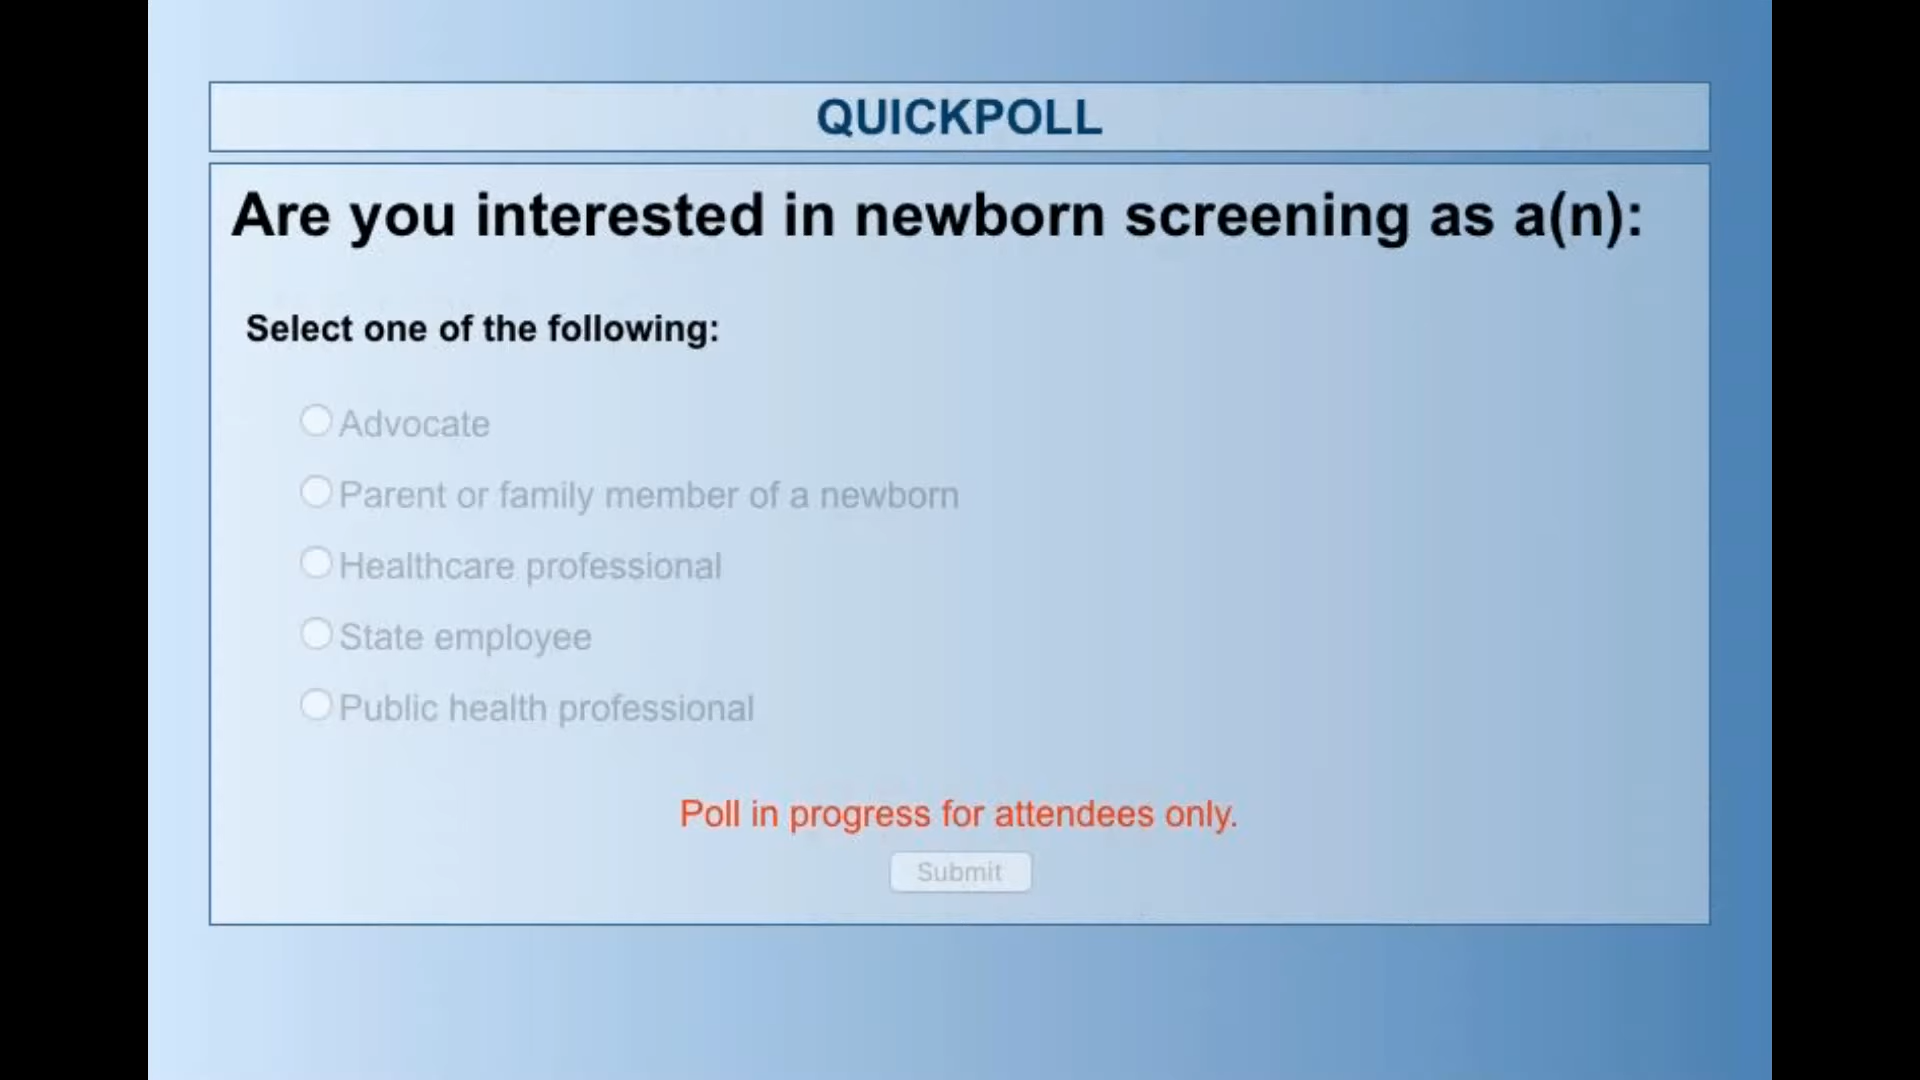 QUICKPOLL
Are you interested in newborn screening as a(n):
Select one of the following:
Advocate
Parent or family member of a newborn
Healthcare professional
State employee
Public health professional
Poll in progress for attendees only.
Submit